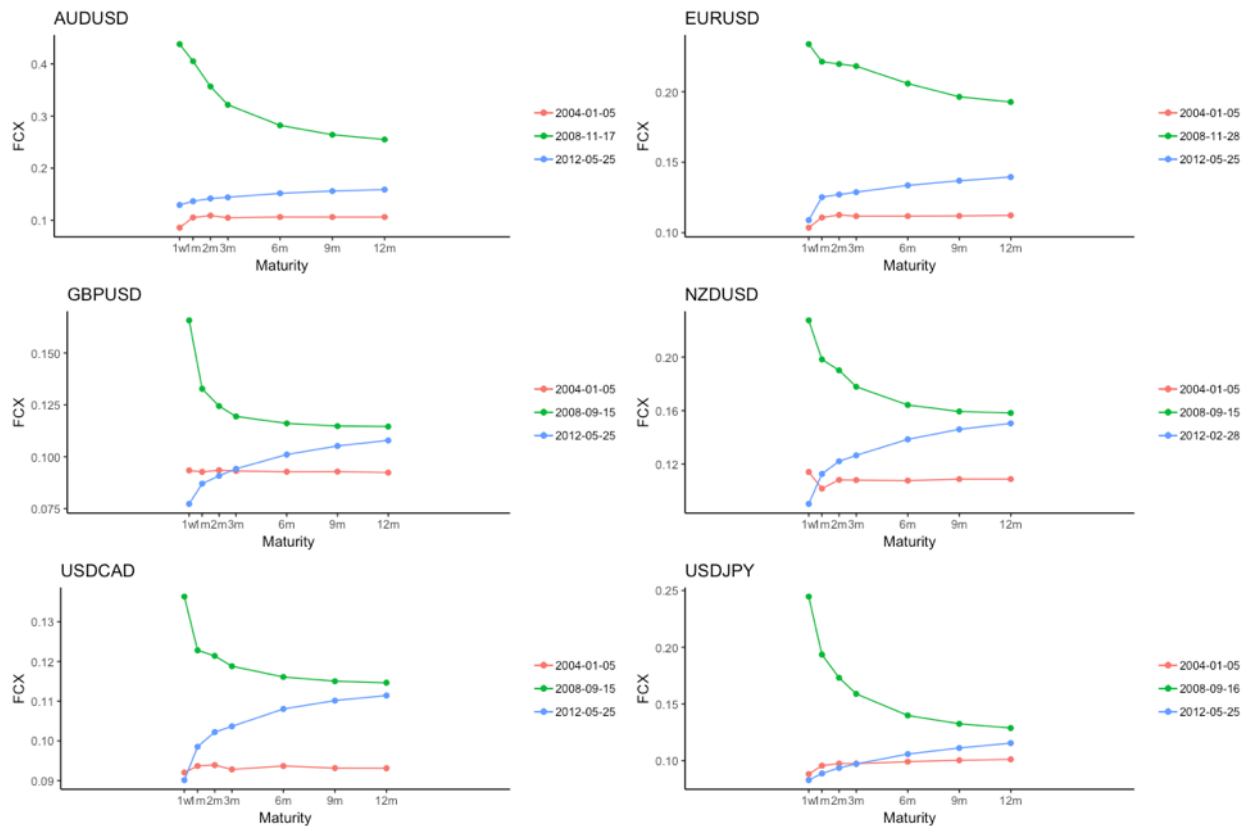 AUDUSD
FCX
0.4
0.3
0.2
0.1
1w1m2m3m 6m 9m 12m
Maturity
2004-01-05
2008-11-17
2012-05-25
EURUSD
FCX
0.20
0.15
0.10
1w1m2m3m 6m 9m 12m
Maturity
2004-01-05
2008-11-28
2012-05-25
GBPUSD
FCX
0.150
0.125
0.100
0.075
1w1m2m3m 6m 9m 12m
Maturity
2004-01-05
2008-09-15
2012-05-25
NZDUSD
FCX
0.20
0.16
0.12
1w1m2m3m 6m 9m 12m
Maturity
2004-01-05
2008-09-15
2012-02-28
USDCAD
FCX
0.13
0.12
0.11
0.10
0.09
1w1m2m3m 6m 9m 12m
Maturity
2004-01-05
2008-09-15
2012-05-25
USDJPY
FCX
0.25
0.20
0.15
0.10
1w1m2m3m 6m 9m 12m
Maturity
2004-01-05
2008-09-16
2012-05-25